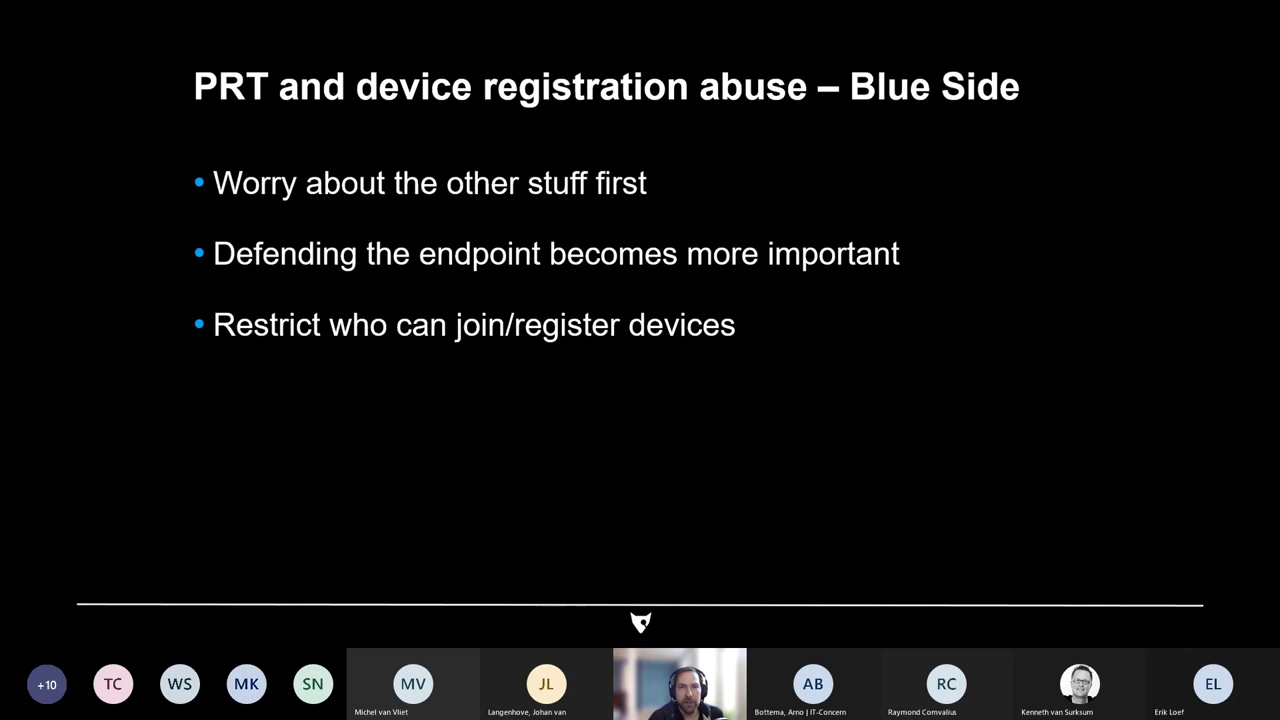 PRT and device registration abuse – Blue Side
• Worry about the other stuff first
• Defending the endpoint becomes more important
• Restrict who can join/register devices
+10
TC
WS
MK
SN
MV
JL
AB
RC
EL
Michel van Vliet
Langenhove, Johan van
Bottema, Arno | IT-Concern
Raymond Comvalius
Kenneth van Surksum
Erik Loef